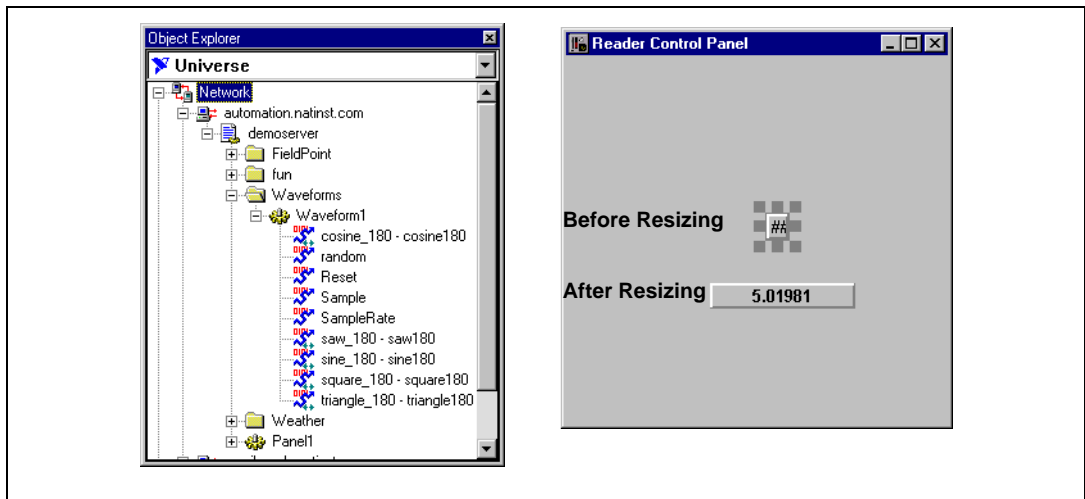 Object Explorer
Universe
Network
automation.natinst.com
demoserver
FieldPoint
fun
Waveforms
Waveform1
cosine_180 - cosine180
random
Reset
Sample
SampleRate
saw_180 - saw180
sine_180 - sine180
square_180 - square180
triangle_180 - triangle180
Weather
Panel1
Reader Control Panel
Before Resizing ##
After Resizing 5.01981